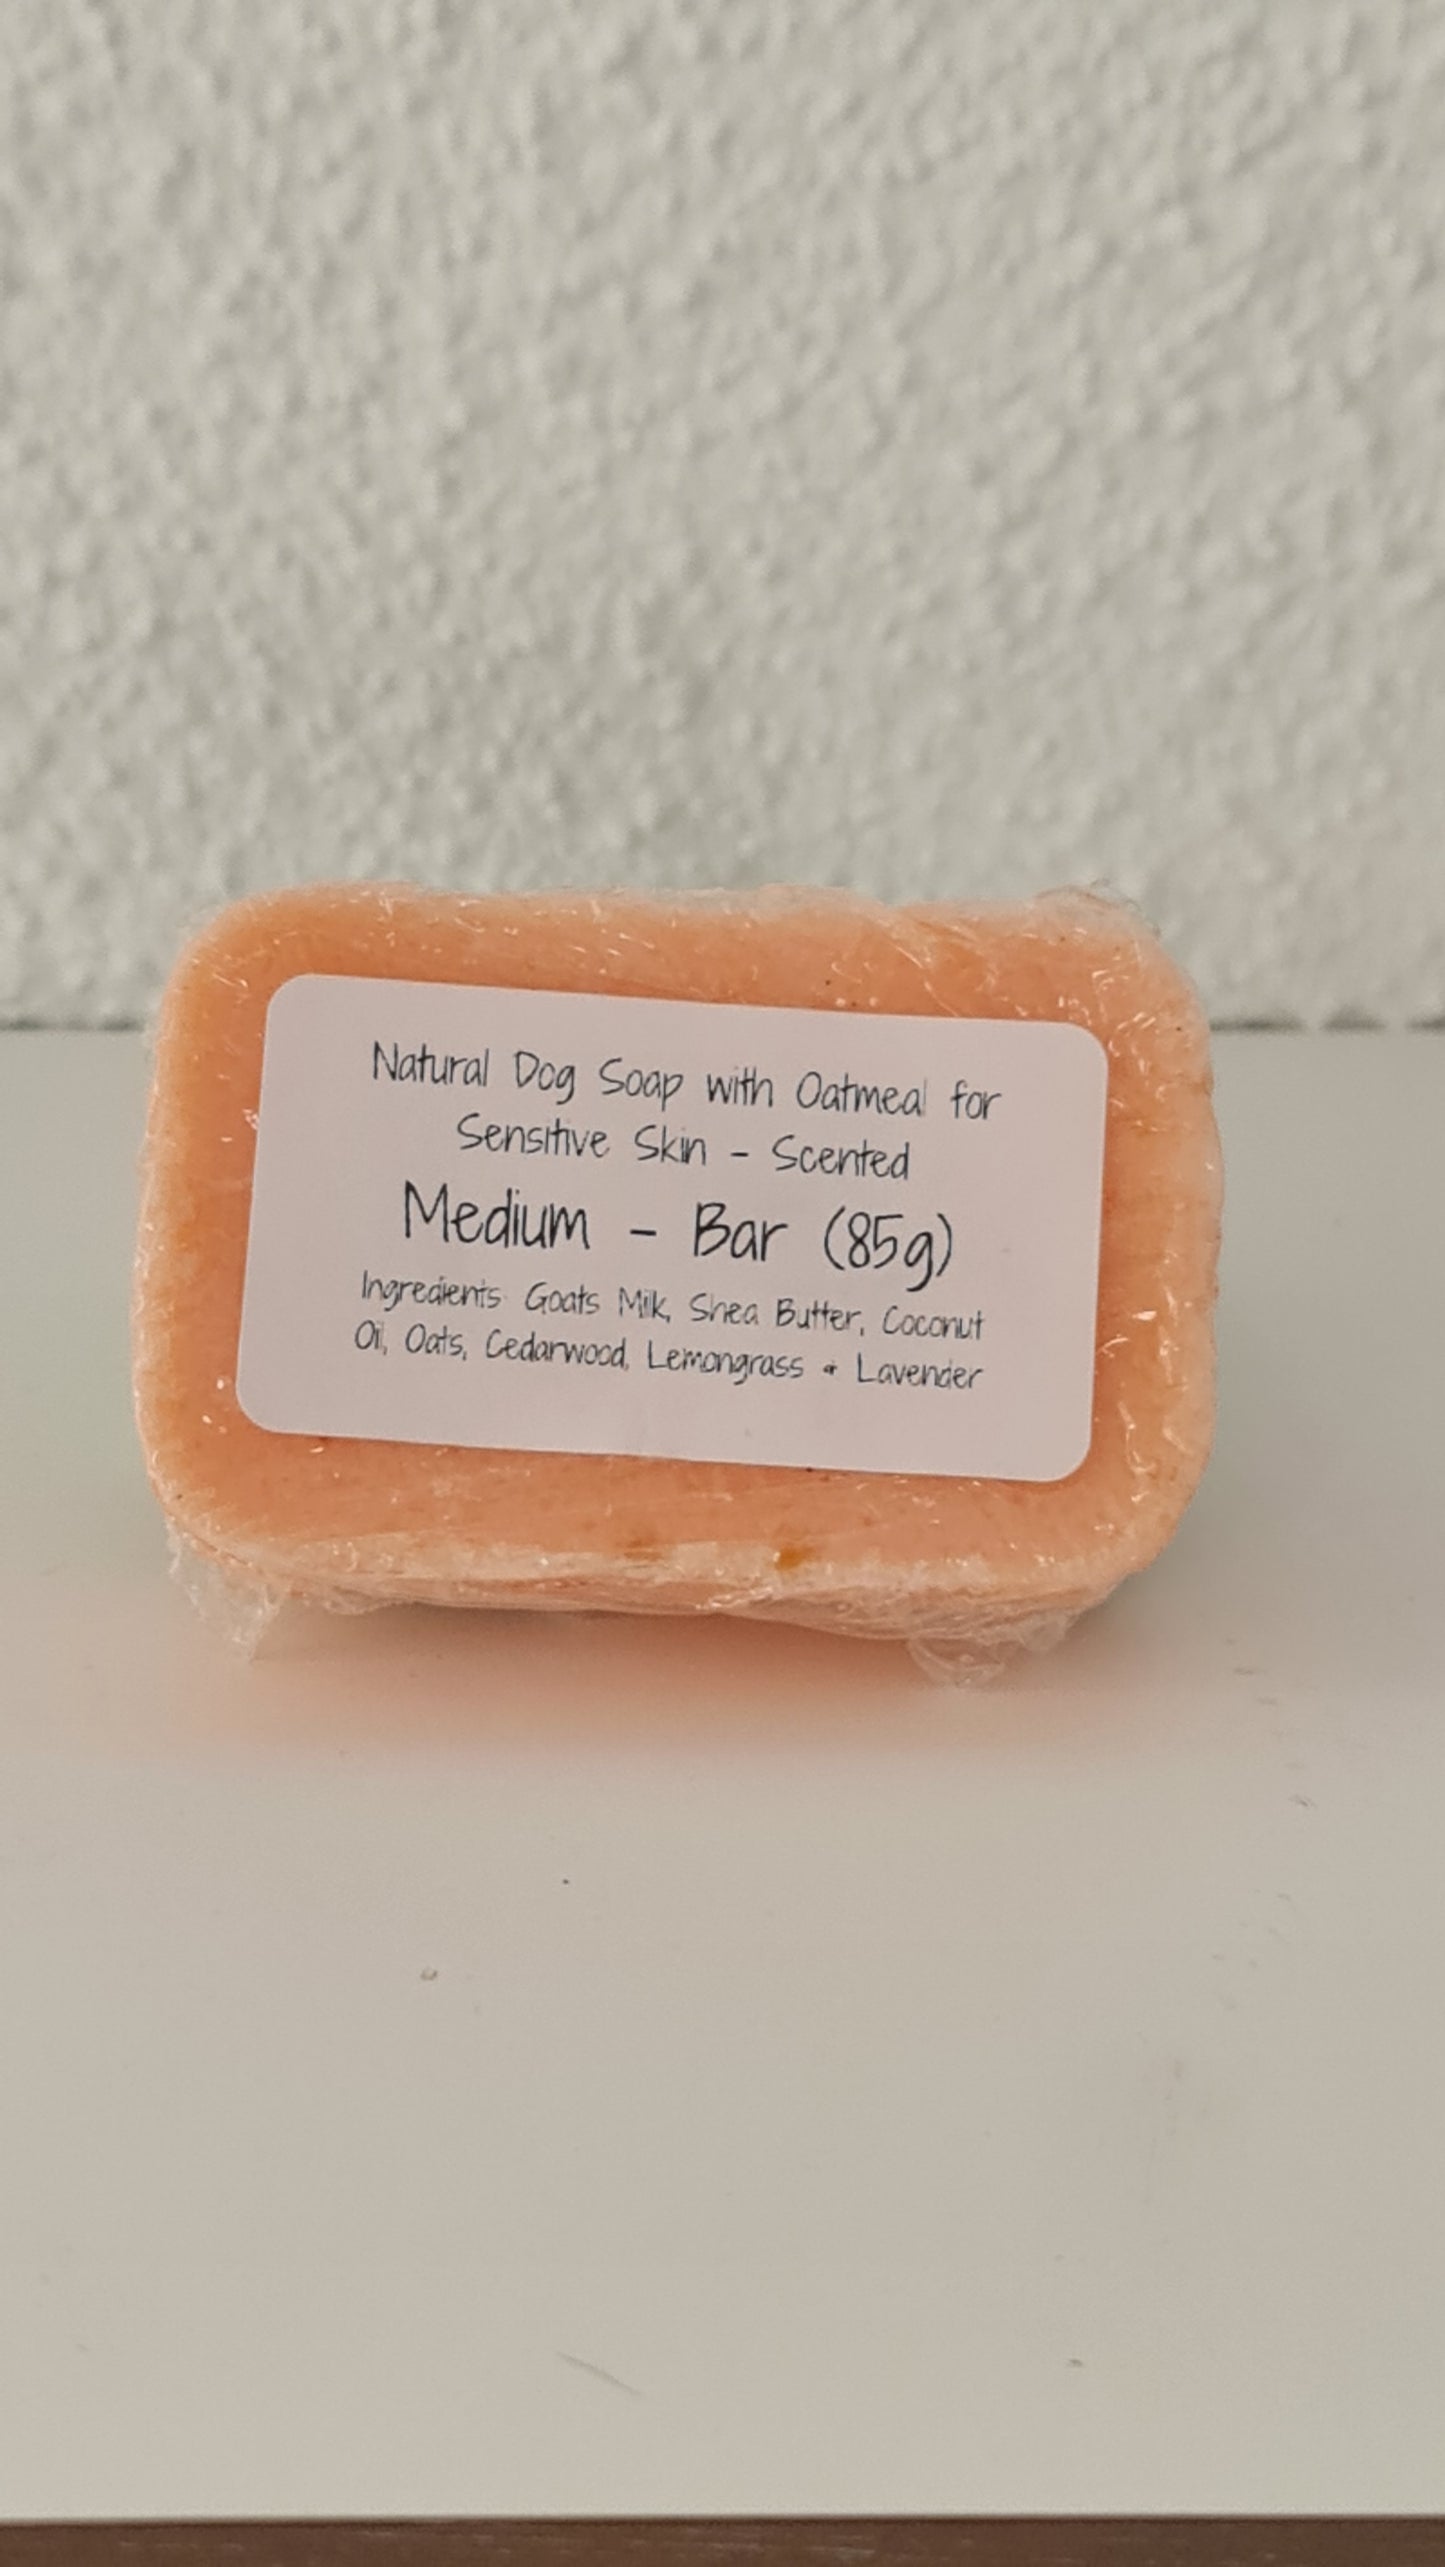 Natural Dog Soap with Oatmeal for
Sensitive Skin - Scented
Medium - Bar (85g)
Ingredients: Goats Milk, Shea Butter, Coconut
Oil, Oats, Cedarwood, Lemongrass & Lavender